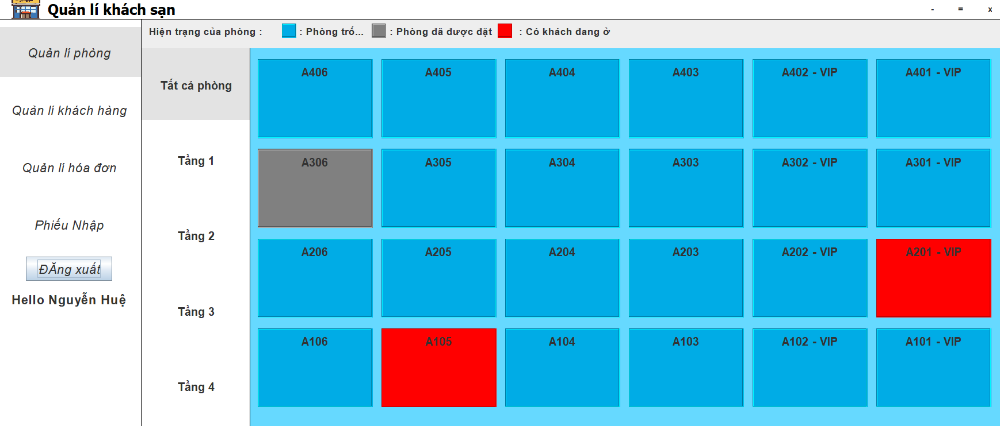 Quản lí khách sạn
- = x
Hiện trạng của phòng : : Phòng trố... : Phòng đã được đặt : Có khách đang ở
Quản lí phòng
Quản lí khách hàng
Quản lí hóa đơn
Phiếu Nhập
ĐĂng xuất
Hello Nguyễn Huệ
Tất cả phòng
Tầng 1
Tầng 2
Tầng 3
Tầng 4
A406 A405 A404 A403 A402 - VIP A401 - VIP
A306 A305 A304 A303 A302 - VIP A301 - VIP
A206 A205 A204 A203 A202 - VIP A201 - VIP
A106 A105 A104 A103 A102 - VIP A101 - VIP